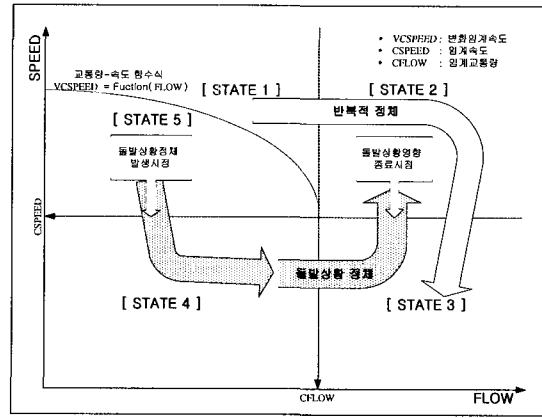 • VCSPEED : 변화임계속도
• CSPEED : 임계속도
• CFLOW : 임계교통량
SPEED
교통량-속도 함수식
VCSPEED = Fuction(FLOW)
[ STATE 1 ]
[ STATE 2 ]
반복적 정체
[ STATE 5 ]
돌발상황정체
발생시점
돌발상황영향
종료시점
CSPEED
돌발상황 정체
[ STATE 4 ]
[ STATE 3 ]
CFLOW
FLOW